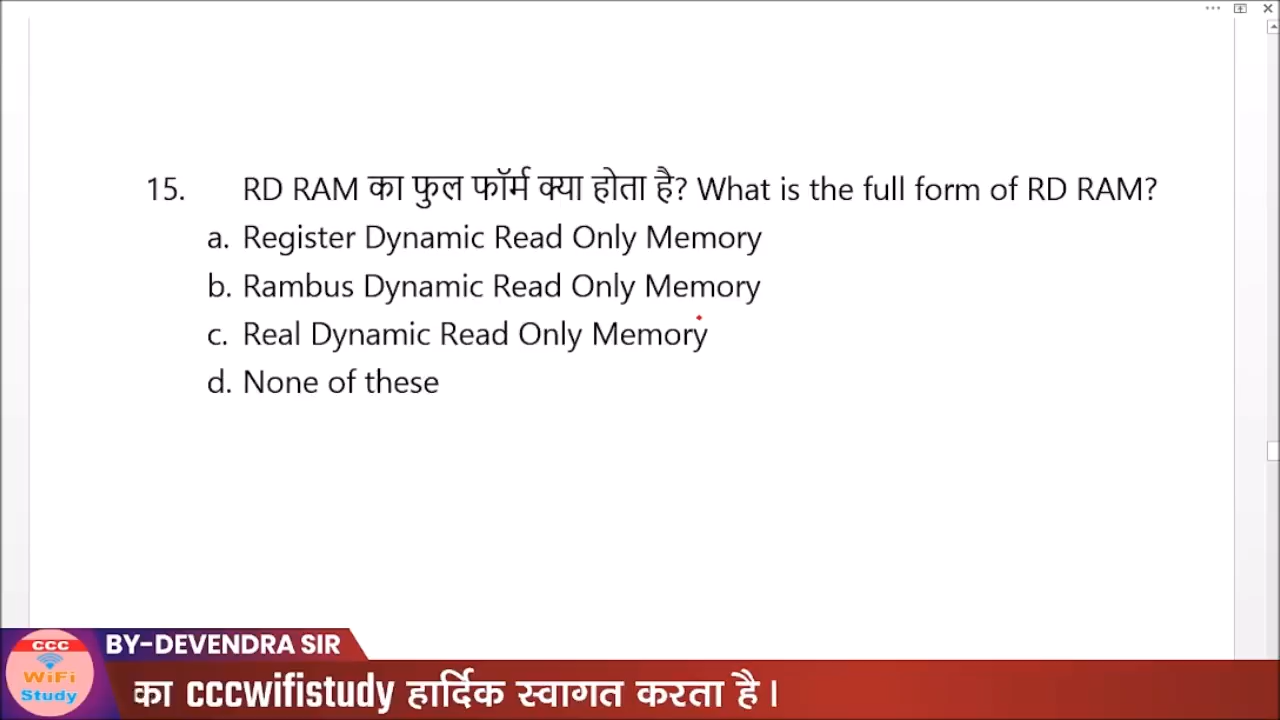 15. RD RAM का फुल फॉर्म क्या होता है? What is the full form of RD RAM?
a. Register Dynamic Read Only Memory
b. Rambus Dynamic Read Only Memory
c. Real Dynamic Read Only Memory
d. None of these
BY-DEVENDRA SIR
CCC
WiFi
Study
का cccwifistudy हार्दिक स्वागत करता है।